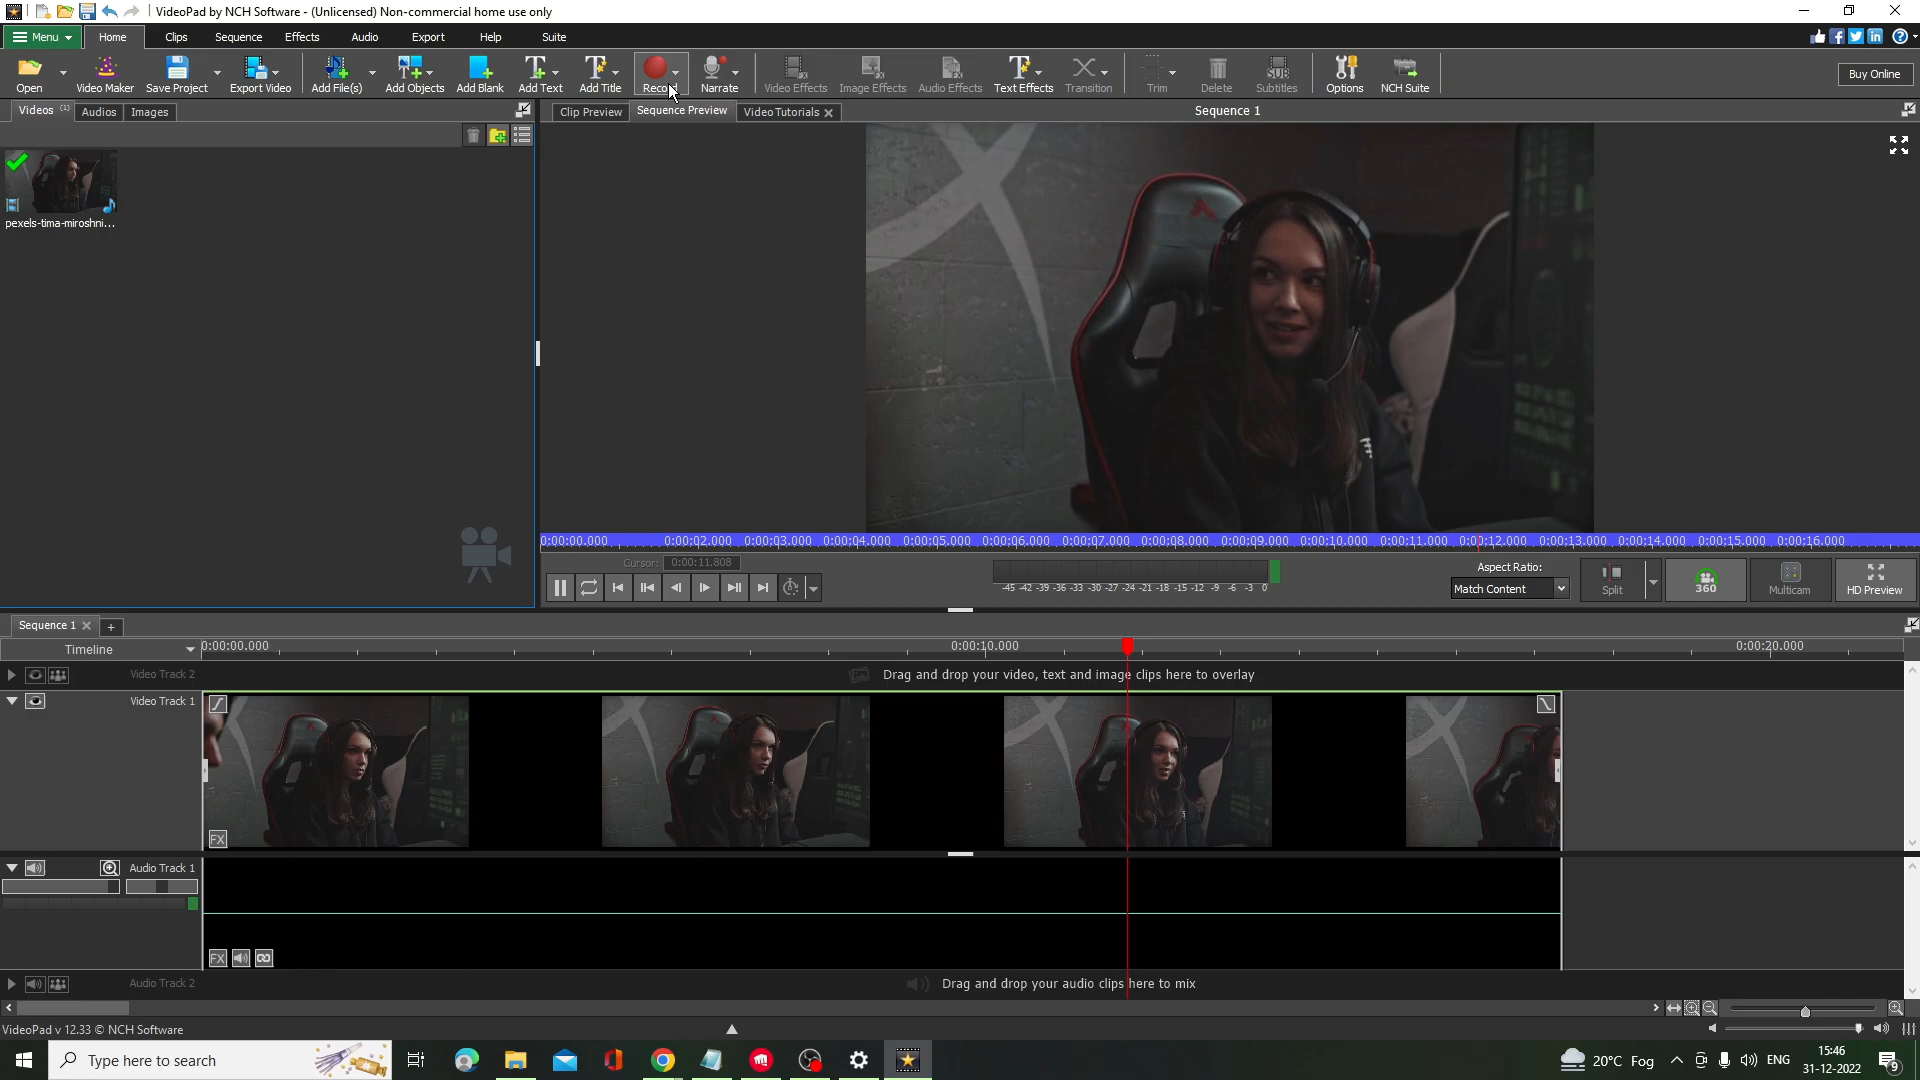 VideoPad by NCH Software - (Unlicensed) Non-commercial home use only
Menu Home Clips Sequence Effects Audio Export Help Suite
Open Video Maker Save Project Export Video Add File(s) Add Objects Add Blank Add Text Add Title Record Narrate Video Effects Image Effects Audio Effects Text Effects Transition Trim Delete Subtitles Options NCH Suite Buy Online
Videos (1) Audios Images
Clip Preview Sequence Preview Video Tutorials Sequence 1
pexels-tima-miroshni...
0:00:00.000 0:00:02.000 0:00:03.000 0:00:04.000 0:00:05.000 0:00:06.000 0:00:07.000 0:00:08.000 0:00:09.000 0:00:10.000 0:00:11.000 0:00:12.000 0:00:13.000 0:00:14.000 0:00:15.000 0:00:16.000
Cursor: 0:00:11.808
-45 -42 -39 -36 -33 -30 -27 -24 -21 -18 -15 -12 -9 -6 -3 0
Aspect Ratio:
Match Content
Split 360 Multicam HD Preview
Sequence 1
Timeline 0:00:00.000 0:00:10.000 0:00:20.000
Video Track 2 Drag and drop your video, text and image clips here to overlay
Video Track 1
FX
Audio Track 1
FX
Audio Track 2 Drag and drop your audio clips here to mix
VideoPad v 12.33 © NCH Software
Type here to search
20°C Fog ENG 15:46
31-12-2022
9